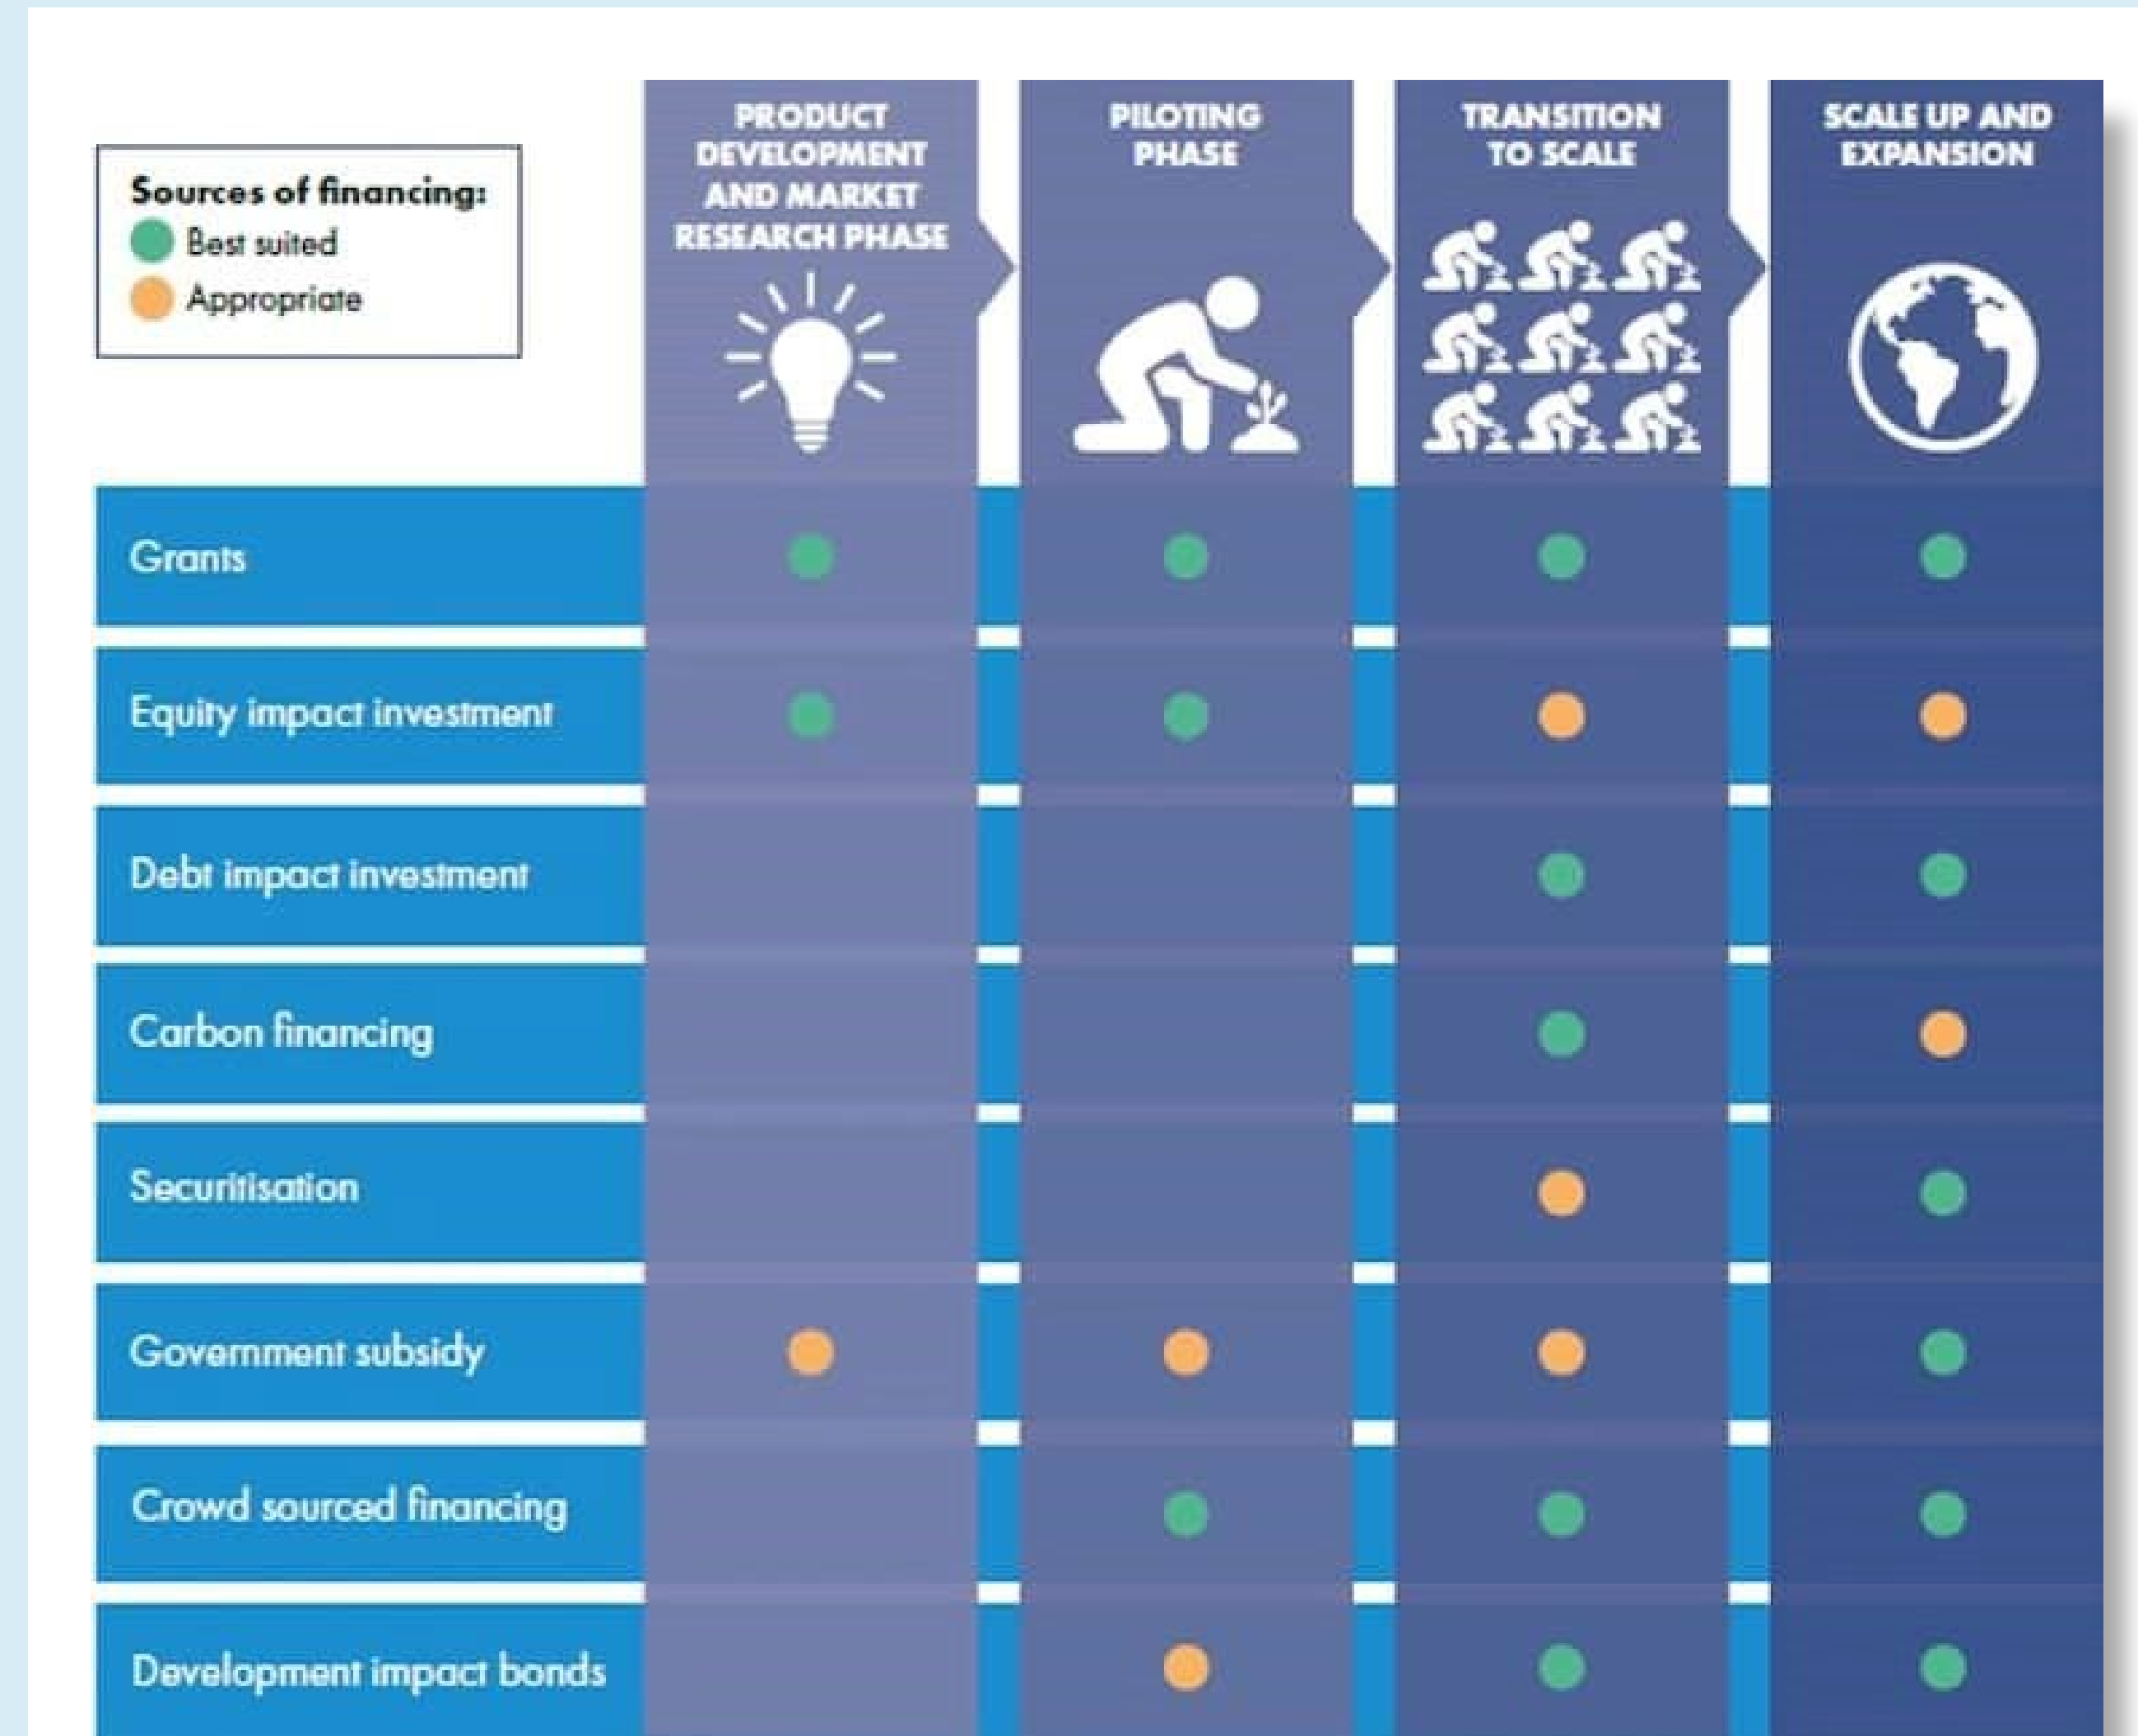 Sources of financing:
Best suited
Appropriate
PRODUCT
DEVELOPMENT
AND MARKET
RESEARCH PHASE
PILOTING
PHASE
TRANSITION
TO SCALE
SCALE UP AND
EXPANSION
Grants
Equity impact investment
Debt impact investment
Carbon financing
Securitisation
Government subsidy
Crowd sourced financing
Development impact bonds